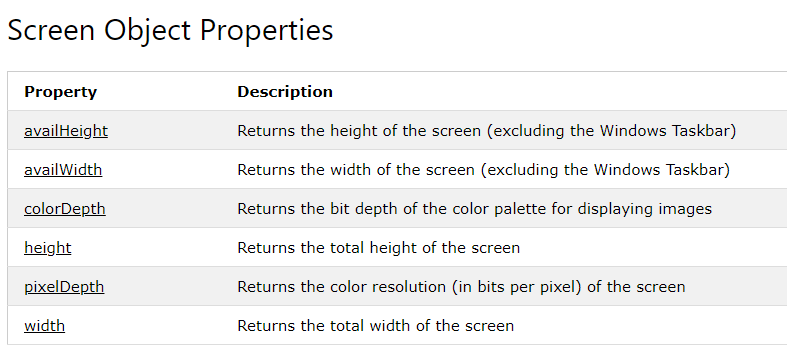 Screen Object Properties
Property Description
availHeight Returns the height of the screen (excluding the Windows Taskbar)
availWidth Returns the width of the screen (excluding the Windows Taskbar)
colorDepth Returns the bit depth of the color palette for displaying images
height Returns the total height of the screen
pixelDepth Returns the color resolution (in bits per pixel) of the screen
width Returns the total width of the screen